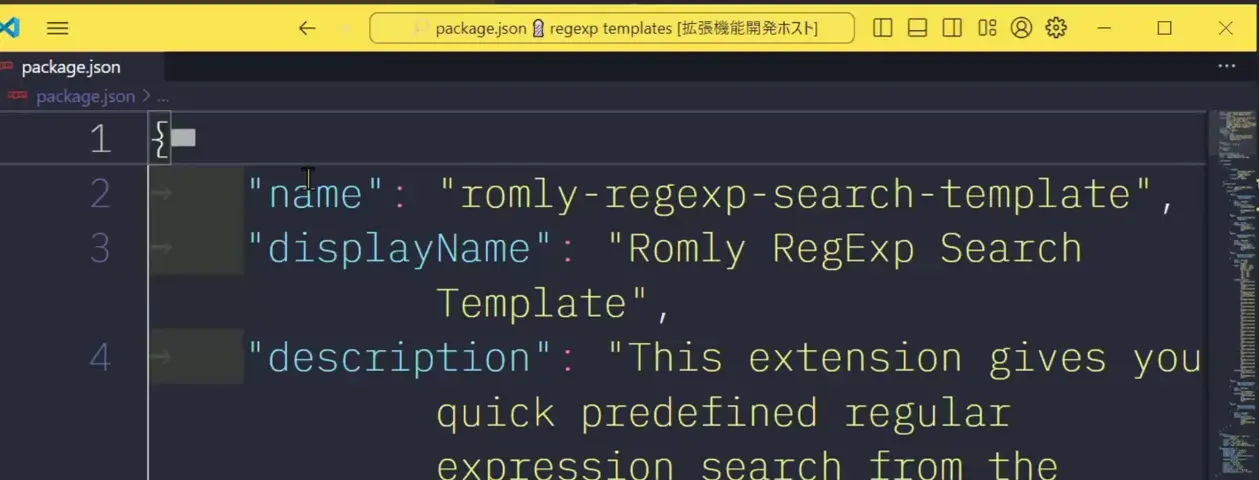 package.json regexp templates [拡張機能開発ホスト]
package.json
package.json > ...
1 {
2 "name": "romly-regexp-search-template",
3 "displayName": "Romly RegExp Search
Template",
4 "description": "This extension gives you
quick predefined regular
expression search from the